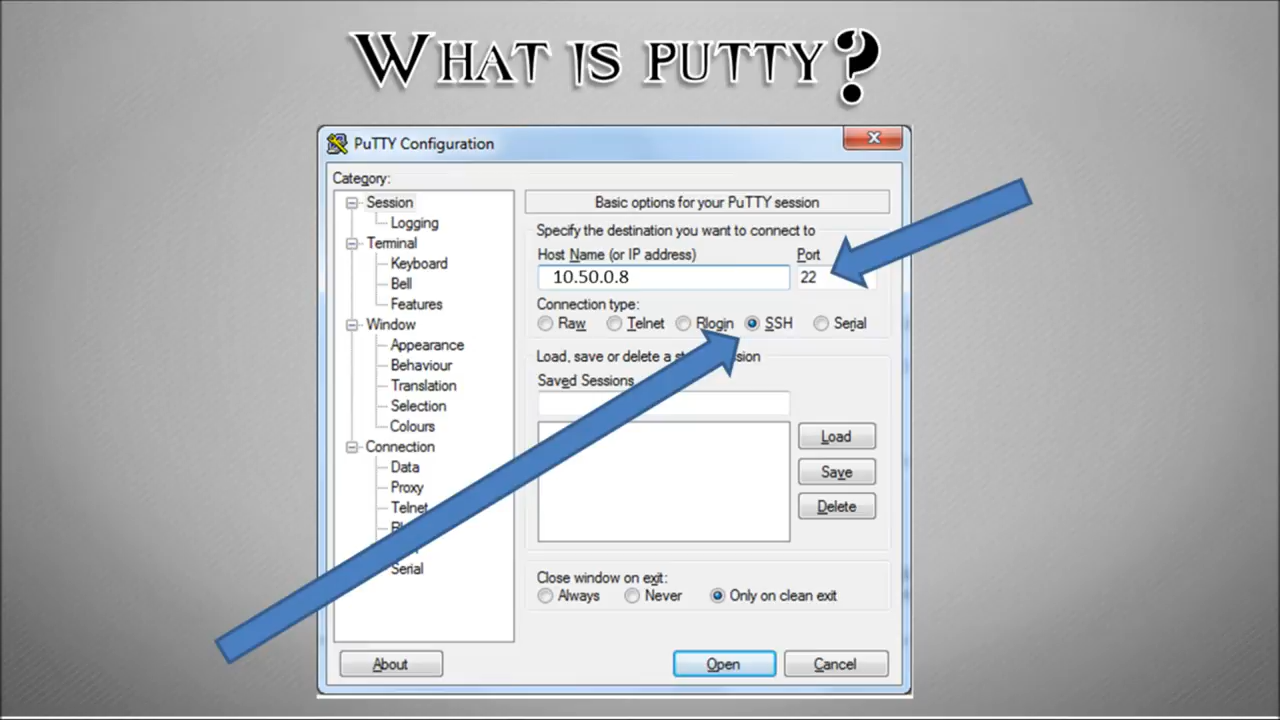 WHAT IS PUTTY?
PuTTY Configuration
Category:
Session
Logging
Terminal
Keyboard
Bell
Features
Window
Appearance
Behaviour
Translation
Selection
Colours
Connection
Data
Proxy
Telnet
Serial
Basic options for your PuTTY session
Specify the destination you want to connect to
Host Name (or IP address) Port
10.50.0.8 22
Connection type:
Raw Telnet Rlogin SSH Serial
Load, save or delete a
Saved Sessions
Load
Save
Delete
Close window on exit:
Always Never Only on clean exit
About Open Cancel